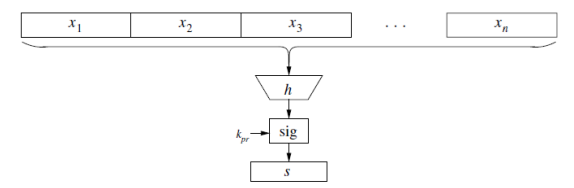 x₁ x₂ x₃ . . . xₙ
h
kₚᵣ sig
s